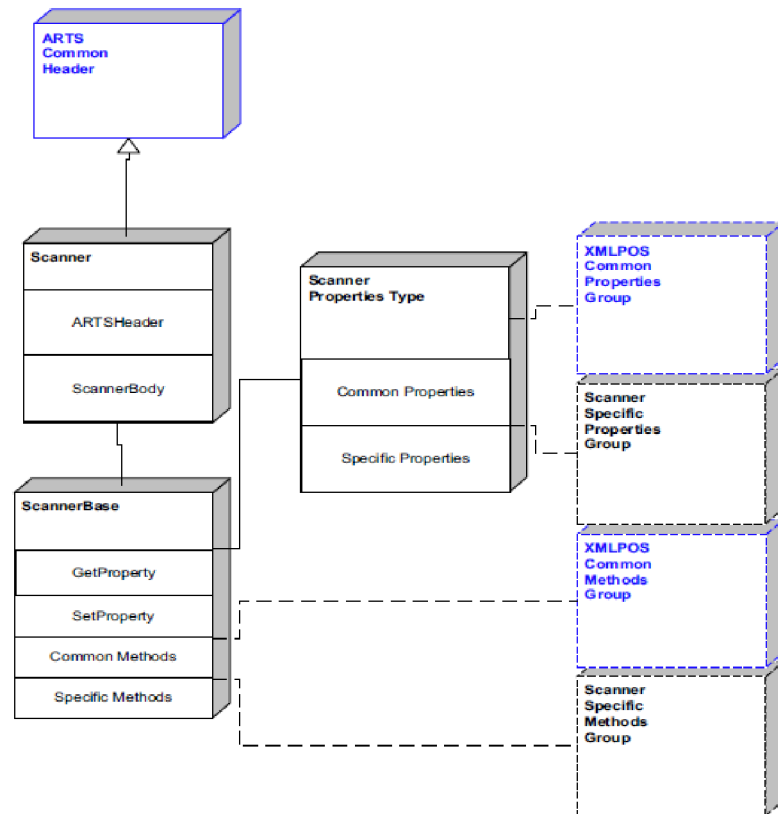 ARTS
Common
Header
Scanner
ARTSHeader
ScannerBody
Scanner
Properties Type
Common Properties
Specific Properties
XMLPOS
Common
Properties
Group
Scanner
Specific
Properties
Group
ScannerBase
GetProperty
SetProperty
Common Methods
Specific Methods
XMLPOS
Common
Methods
Group
Scanner
Specific
Methods
Group